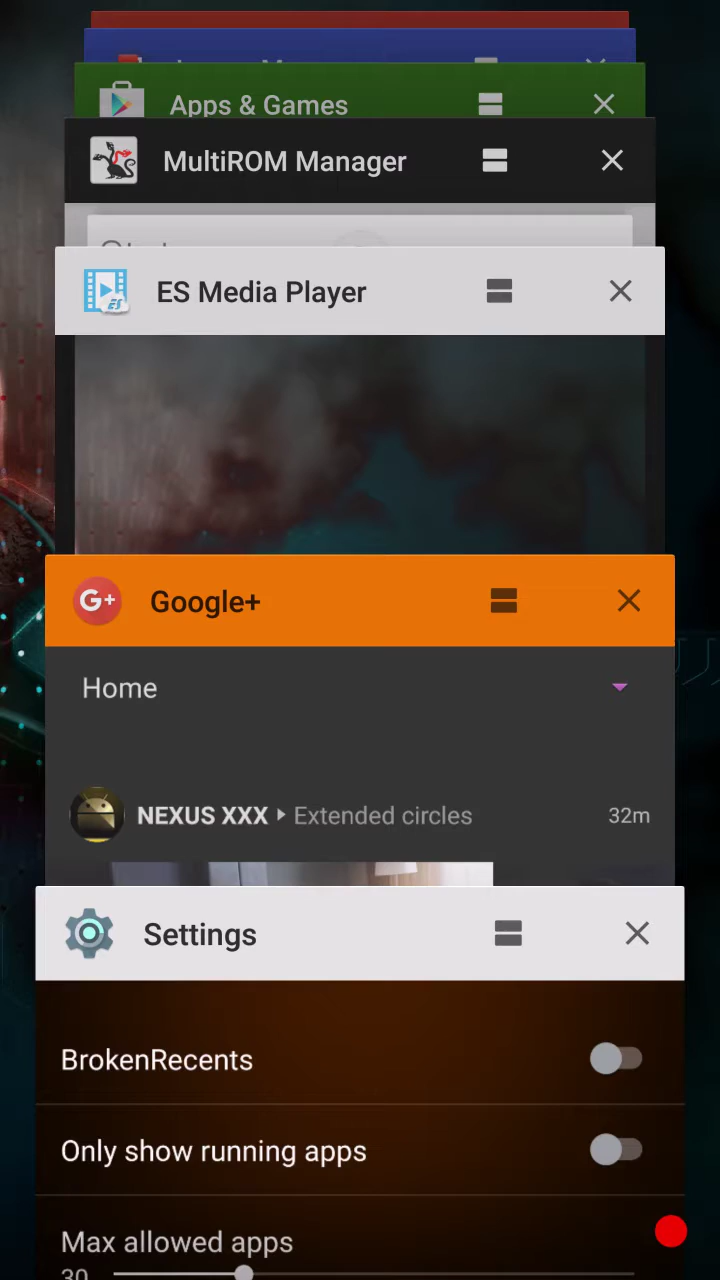 Apps & Games
MultiROM Manager
ES Media Player
Google+
Home
NEXUS XXX Extended circles 32m
Settings
BrokenRecents
Only show running apps
Max allowed apps
30